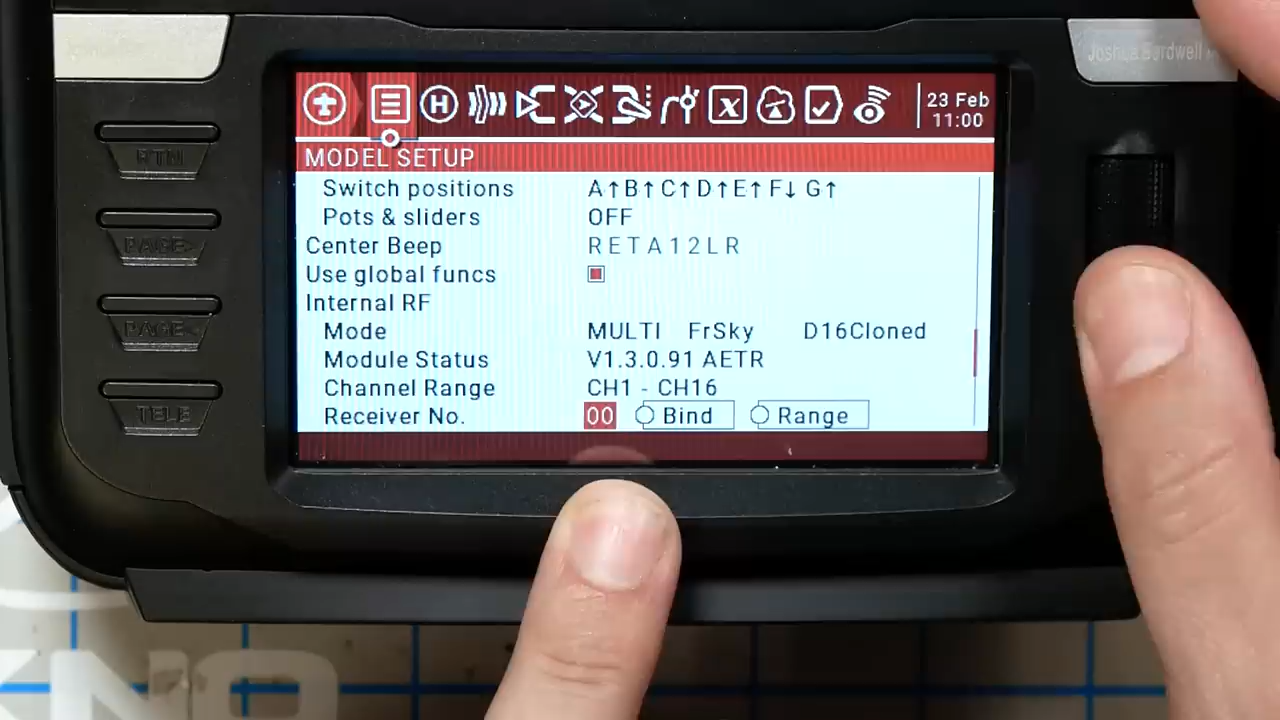 Joshua Bardwell
23 Feb
11:00
MODEL SETUP
RTN
Switch positions A↑B↑C↑D↑E↑F↓G↑
Pots & sliders OFF
PAGE>
Center Beep RETA12LR
Use global funcs
Internal RF
PAGE<
Mode MULTI FrSky D16Cloned
Module Status V1.3.0.91 AETR
Channel Range CH1 - CH16
TELE
Receiver No. 00 Bind Range